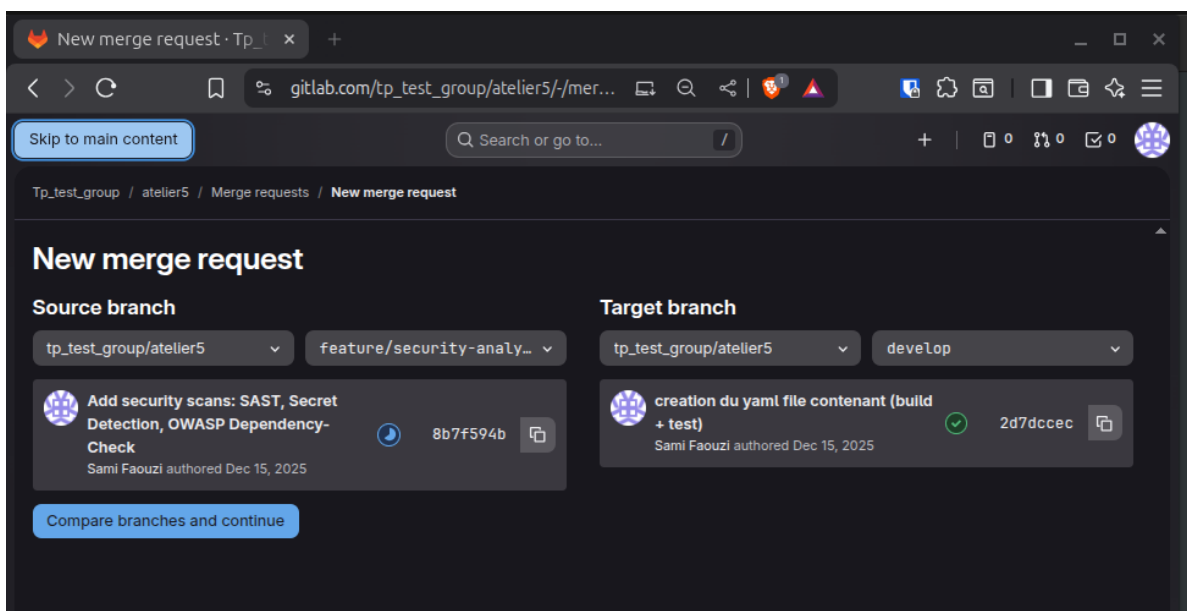 New merge request · Tp_t
gitlab.com/tp_test_group/atelier5/-/mer...
1
Skip to main content
Search or go to...
/
0
0
0
Tp_test_group / atelier5 / Merge requests / New merge request
New merge request
Source branch
tp_test_group/atelier5
feature/security-analy…
Add security scans: SAST, Secret
Detection, OWASP Dependency-
Check
Sami Faouzi authored Dec 15, 2025
8b7f594b
Compare branches and continue
Target branch
tp_test_group/atelier5
develop
creation du yaml file contenant (build
+ test)
Sami Faouzi authored Dec 15, 2025
2d7dccec